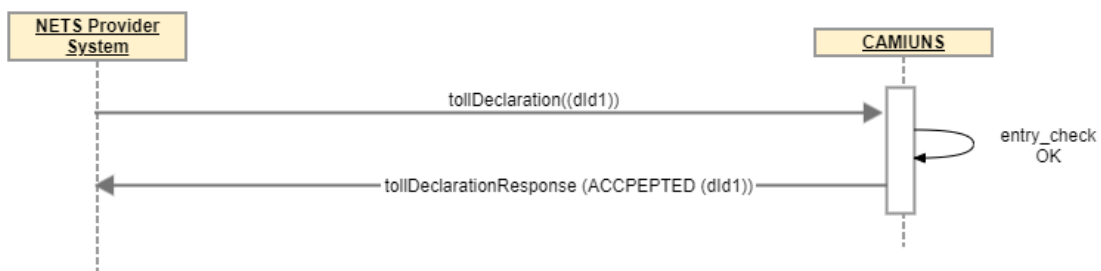 NETS Provider
System
CAMIUNS
tollDeclaration((dId1))
entry_check
OK
tollDeclarationResponse (ACCPEPTED (dId1))